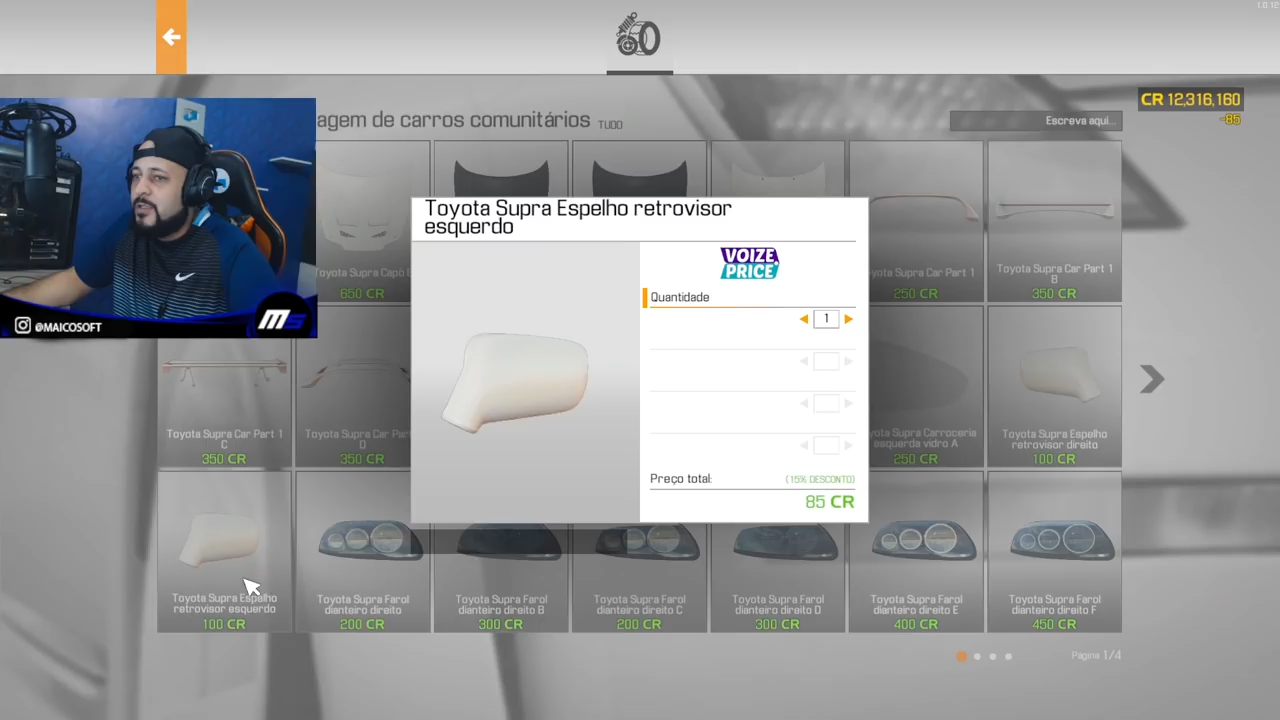 1.0.12
CR 12,316,160
-85
agem de carros comunitários TUDO
Escreva aqui...
Toyota Supra Espelho retrovisor
esquerdo
VOIZE
PRICE
Quantidade
1
Preço total:
(15% DESCONTO)
85 CR
@MAICOSOFT
MS
Toyota Supra Capô
650 CR
Toyota Supra Car Part 1
250 CR
Toyota Supra Car Part 1
B
350 CR
Toyota Supra Car Part 1
C
350 CR
Toyota Supra Car Part
D
350 CR
Toyota Supra Carroceria
esquerda vidro A
250 CR
Toyota Supra Espelho
retrovisor direito
100 CR
Toyota Supra Espelho
retrovisor esquerdo
100 CR
Toyota Supra Farol
dianteiro direito
200 CR
Toyota Supra Farol
dianteiro direito B
300 CR
Toyota Supra Farol
dianteiro direito C
200 CR
Toyota Supra Farol
dianteiro direito D
300 CR
Toyota Supra Farol
dianteiro direito E
400 CR
Toyota Supra Farol
dianteiro direito F
450 CR
Página 1/4